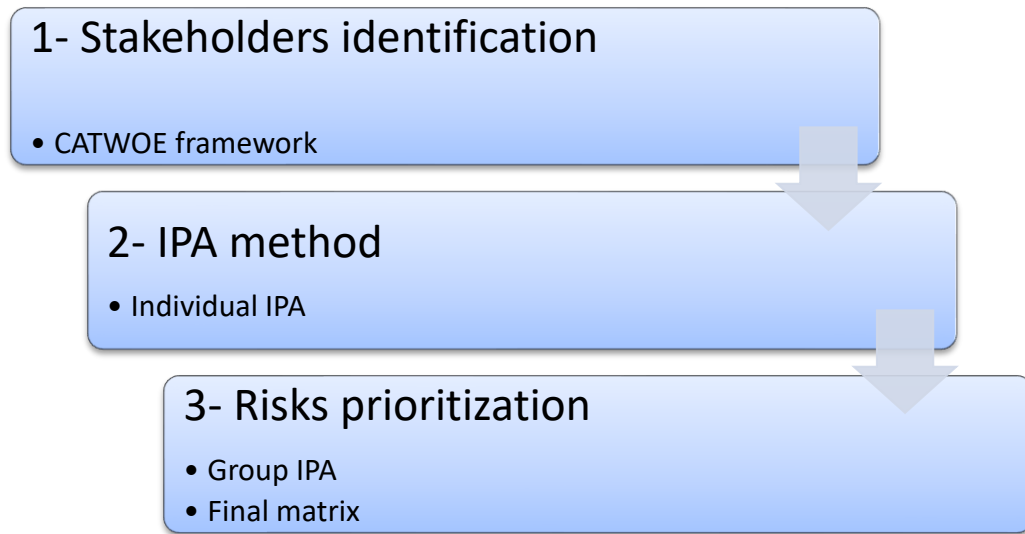 1- Stakeholders identification
• CATWOE framework
2- IPA method
• Individual IPA
3- Risks prioritization
• Group IPA
• Final matrix